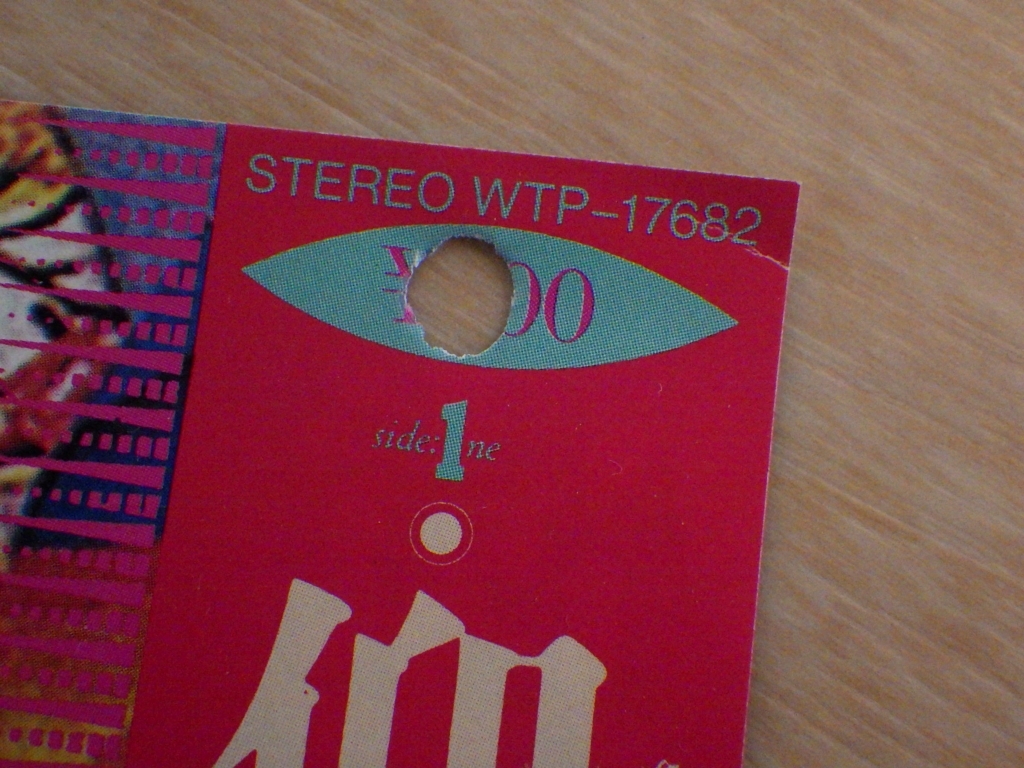 STEREO WTP-17682
¥ 00
side:1ne